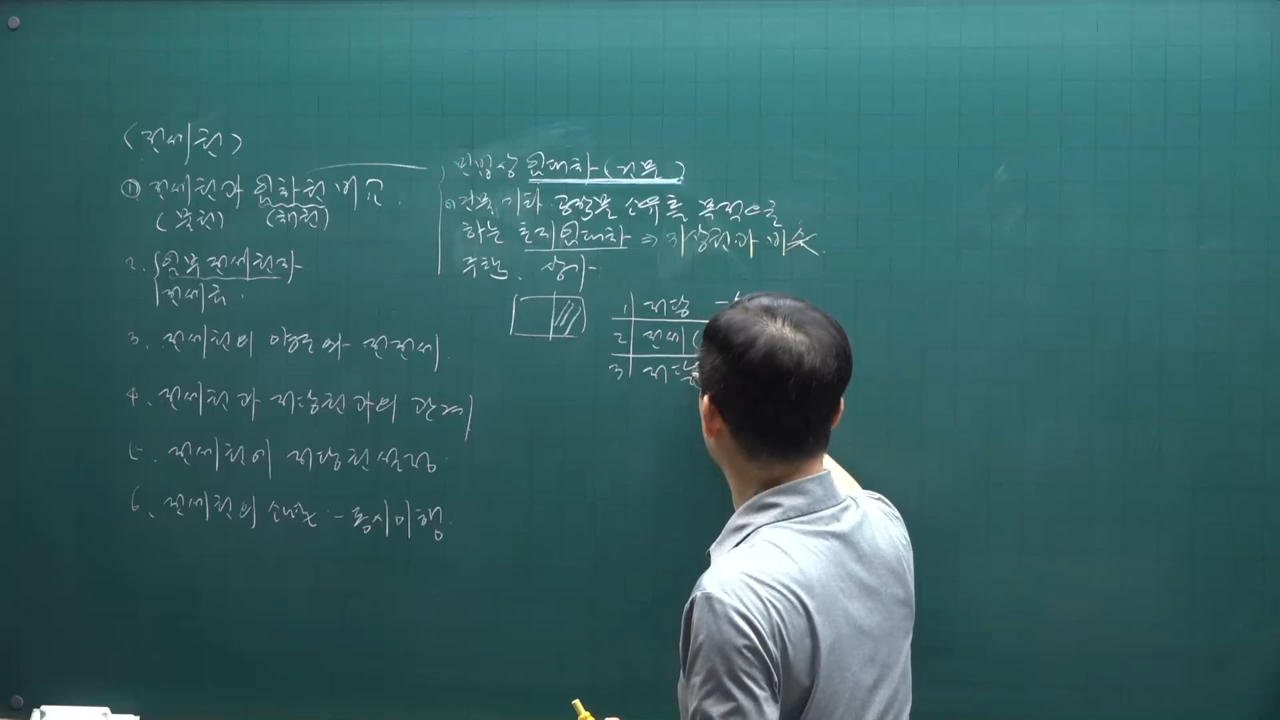 (전세권)
① 전세권과 임차권 비교.
(물권) (채권)
2. 일부전세권자
전세금.
3. 전세권의 양도와 전전세.
4. 전세권과 저당권과의 관계
5. 전세권에 저당권설정.
6. 전세권의 소멸 - 동시이행.
민법상 임대차(건물)
건물 기타 공작물 소유를 목적으로
하는 토지임대차 ⇒ 지상권과 비슷.
주택. 상가
1 저당
2 전세(
3 저당